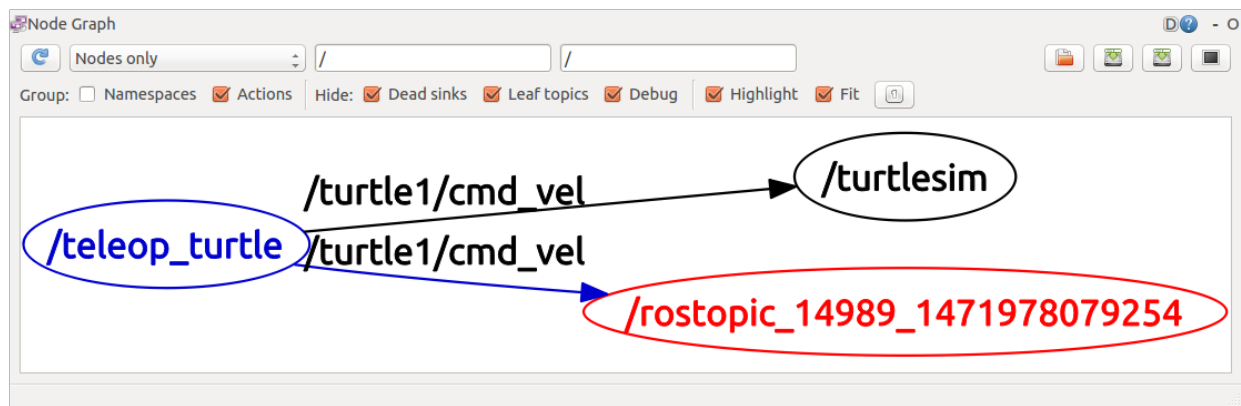 Node Graph
D ? - O
Nodes only / /
Group: Namespaces Actions Hide: Dead sinks Leaf topics Debug Highlight Fit
/turtlesim
/turtle1/cmd_vel
/teleop_turtle
/turtle1/cmd_vel
/rostopic_14989_1471978079254